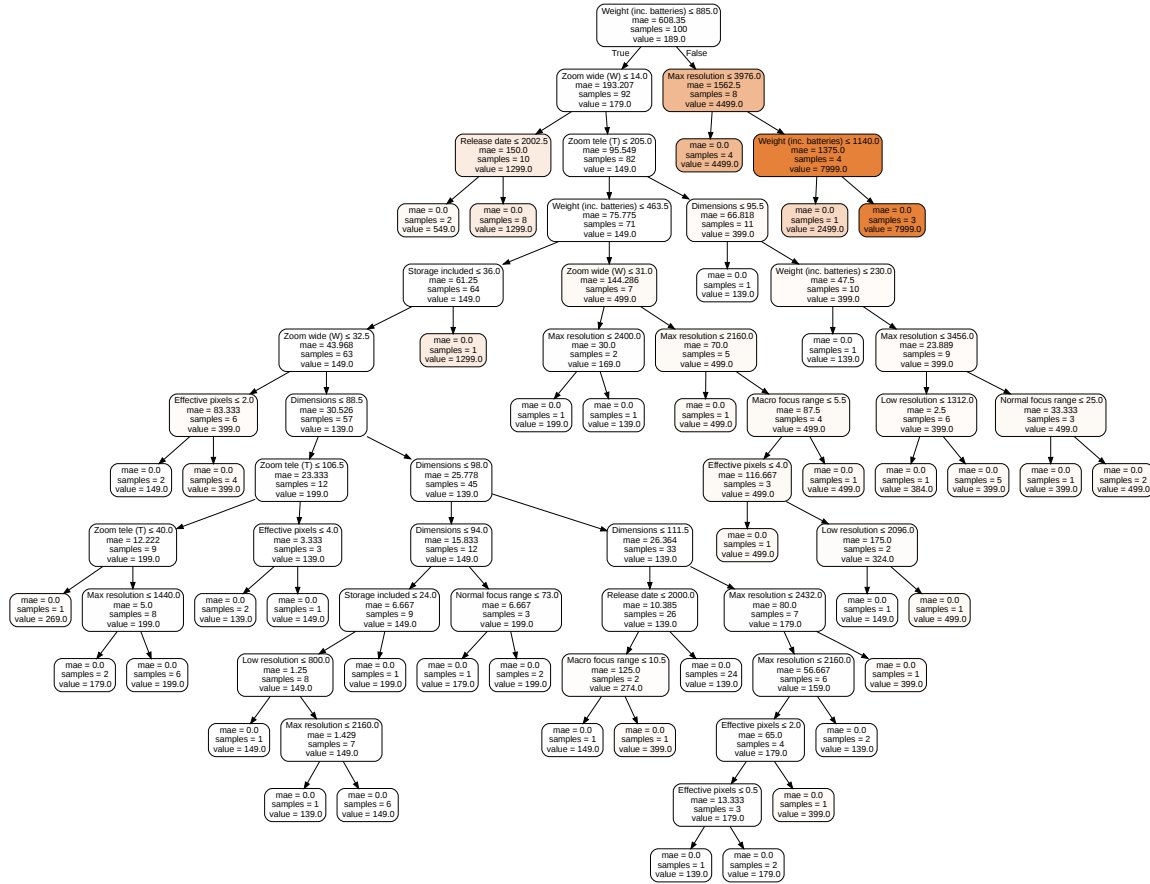 Weight (inc. batteries) ≤ 885.0
mae = 608.35
samples = 100
value = 189.0
True
False
Zoom wide (W) ≤ 14.0
mae = 193.207
samples = 92
value = 179.0
Max resolution ≤ 3976.0
mae = 1562.5
samples = 8
value = 4499.0
Release date ≤ 2002.5
mae = 150.0
samples = 10
value = 1299.0
Zoom tele (T) ≤ 205.0
mae = 95.549
samples = 82
value = 149.0
mae = 0.0
samples = 4
value = 4499.0
Weight (inc. batteries) ≤ 1140.0
mae = 1375.0
samples = 4
value = 7999.0
mae = 0.0
samples = 2
value = 549.0
mae = 0.0
samples = 8
value = 1299.0
Weight (inc. batteries) ≤ 463.5
mae = 75.775
samples = 71
value = 149.0
Dimensions ≤ 95.5
mae = 66.818
samples = 11
value = 399.0
mae = 0.0
samples = 1
value = 2499.0
mae = 0.0
samples = 3
value = 7999.0
Storage included ≤ 36.0
mae = 61.25
samples = 64
value = 149.0
Zoom wide (W) ≤ 31.0
mae = 144.286
samples = 7
value = 499.0
mae = 0.0
samples = 1
value = 139.0
Weight (inc. batteries) ≤ 230.0
mae = 47.5
samples = 10
value = 399.0
Zoom wide (W) ≤ 32.5
mae = 43.968
samples = 63
value = 149.0
mae = 0.0
samples = 1
value = 1299.0
Max resolution ≤ 2400.0
mae = 30.0
samples = 2
value = 169.0
Max resolution ≤ 2160.0
mae = 70.0
samples = 5
value = 499.0
mae = 0.0
samples = 1
value = 139.0
Max resolution ≤ 3456.0
mae = 23.889
samples = 9
value = 399.0
Effective pixels ≤ 2.0
mae = 83.333
samples = 6
value = 399.0
Dimensions ≤ 88.5
mae = 30.526
samples = 57
value = 139.0
mae = 0.0
samples = 1
value = 199.0
mae = 0.0
samples = 1
value = 139.0
mae = 0.0
samples = 1
value = 499.0
Macro focus range ≤ 5.5
mae = 87.5
samples = 4
value = 499.0
Low resolution ≤ 1312.0
mae = 2.5
samples = 6
value = 399.0
Normal focus range ≤ 25.0
mae = 33.333
samples = 3
value = 499.0
mae = 0.0
samples = 2
value = 149.0
mae = 0.0
samples = 4
value = 399.0
Zoom tele (T) ≤ 106.5
mae = 23.333
samples = 12
value = 199.0
Dimensions ≤ 98.0
mae = 25.778
samples = 45
value = 139.0
Effective pixels ≤ 4.0
mae = 116.667
samples = 3
value = 499.0
mae = 0.0
samples = 1
value = 499.0
mae = 0.0
samples = 1
value = 384.0
mae = 0.0
samples = 5
value = 399.0
mae = 0.0
samples = 1
value = 399.0
mae = 0.0
samples = 2
value = 499.0
Zoom tele (T) ≤ 40.0
mae = 12.222
samples = 9
value = 199.0
Effective pixels ≤ 4.0
mae = 3.333
samples = 3
value = 139.0
Dimensions ≤ 94.0
mae = 15.833
samples = 12
value = 149.0
Dimensions ≤ 111.5
mae = 26.364
samples = 33
value = 139.0
mae = 0.0
samples = 1
value = 499.0
Low resolution ≤ 2096.0
mae = 175.0
samples = 2
value = 324.0
mae = 0.0
samples = 1
value = 269.0
Max resolution ≤ 1440.0
mae = 5.0
samples = 8
value = 199.0
mae = 0.0
samples = 2
value = 139.0
mae = 0.0
samples = 1
value = 149.0
Storage included ≤ 24.0
mae = 6.667
samples = 9
value = 149.0
Normal focus range ≤ 73.0
mae = 6.667
samples = 3
value = 199.0
Release date ≤ 2000.0
mae = 10.385
samples = 26
value = 139.0
Max resolution ≤ 2432.0
mae = 80.0
samples = 7
value = 179.0
mae = 0.0
samples = 1
value = 149.0
mae = 0.0
samples = 1
value = 499.0
mae = 0.0
samples = 2
value = 179.0
mae = 0.0
samples = 6
value = 199.0
Low resolution ≤ 800.0
mae = 1.25
samples = 8
value = 149.0
mae = 0.0
samples = 1
value = 199.0
mae = 0.0
samples = 1
value = 179.0
mae = 0.0
samples = 2
value = 199.0
Macro focus range ≤ 10.5
mae = 125.0
samples = 2
value = 274.0
mae = 0.0
samples = 24
value = 139.0
Max resolution ≤ 2160.0
mae = 56.667
samples = 6
value = 159.0
mae = 0.0
samples = 1
value = 399.0
mae = 0.0
samples = 1
value = 149.0
Max resolution ≤ 2160.0
mae = 1.429
samples = 7
value = 149.0
mae = 0.0
samples = 1
value = 149.0
mae = 0.0
samples = 1
value = 399.0
Effective pixels ≤ 2.0
mae = 65.0
samples = 4
value = 179.0
mae = 0.0
samples = 2
value = 139.0
mae = 0.0
samples = 1
value = 139.0
mae = 0.0
samples = 6
value = 149.0
Effective pixels ≤ 0.5
mae = 13.333
samples = 3
value = 179.0
mae = 0.0
samples = 1
value = 399.0
mae = 0.0
samples = 1
value = 139.0
mae = 0.0
samples = 2
value = 179.0